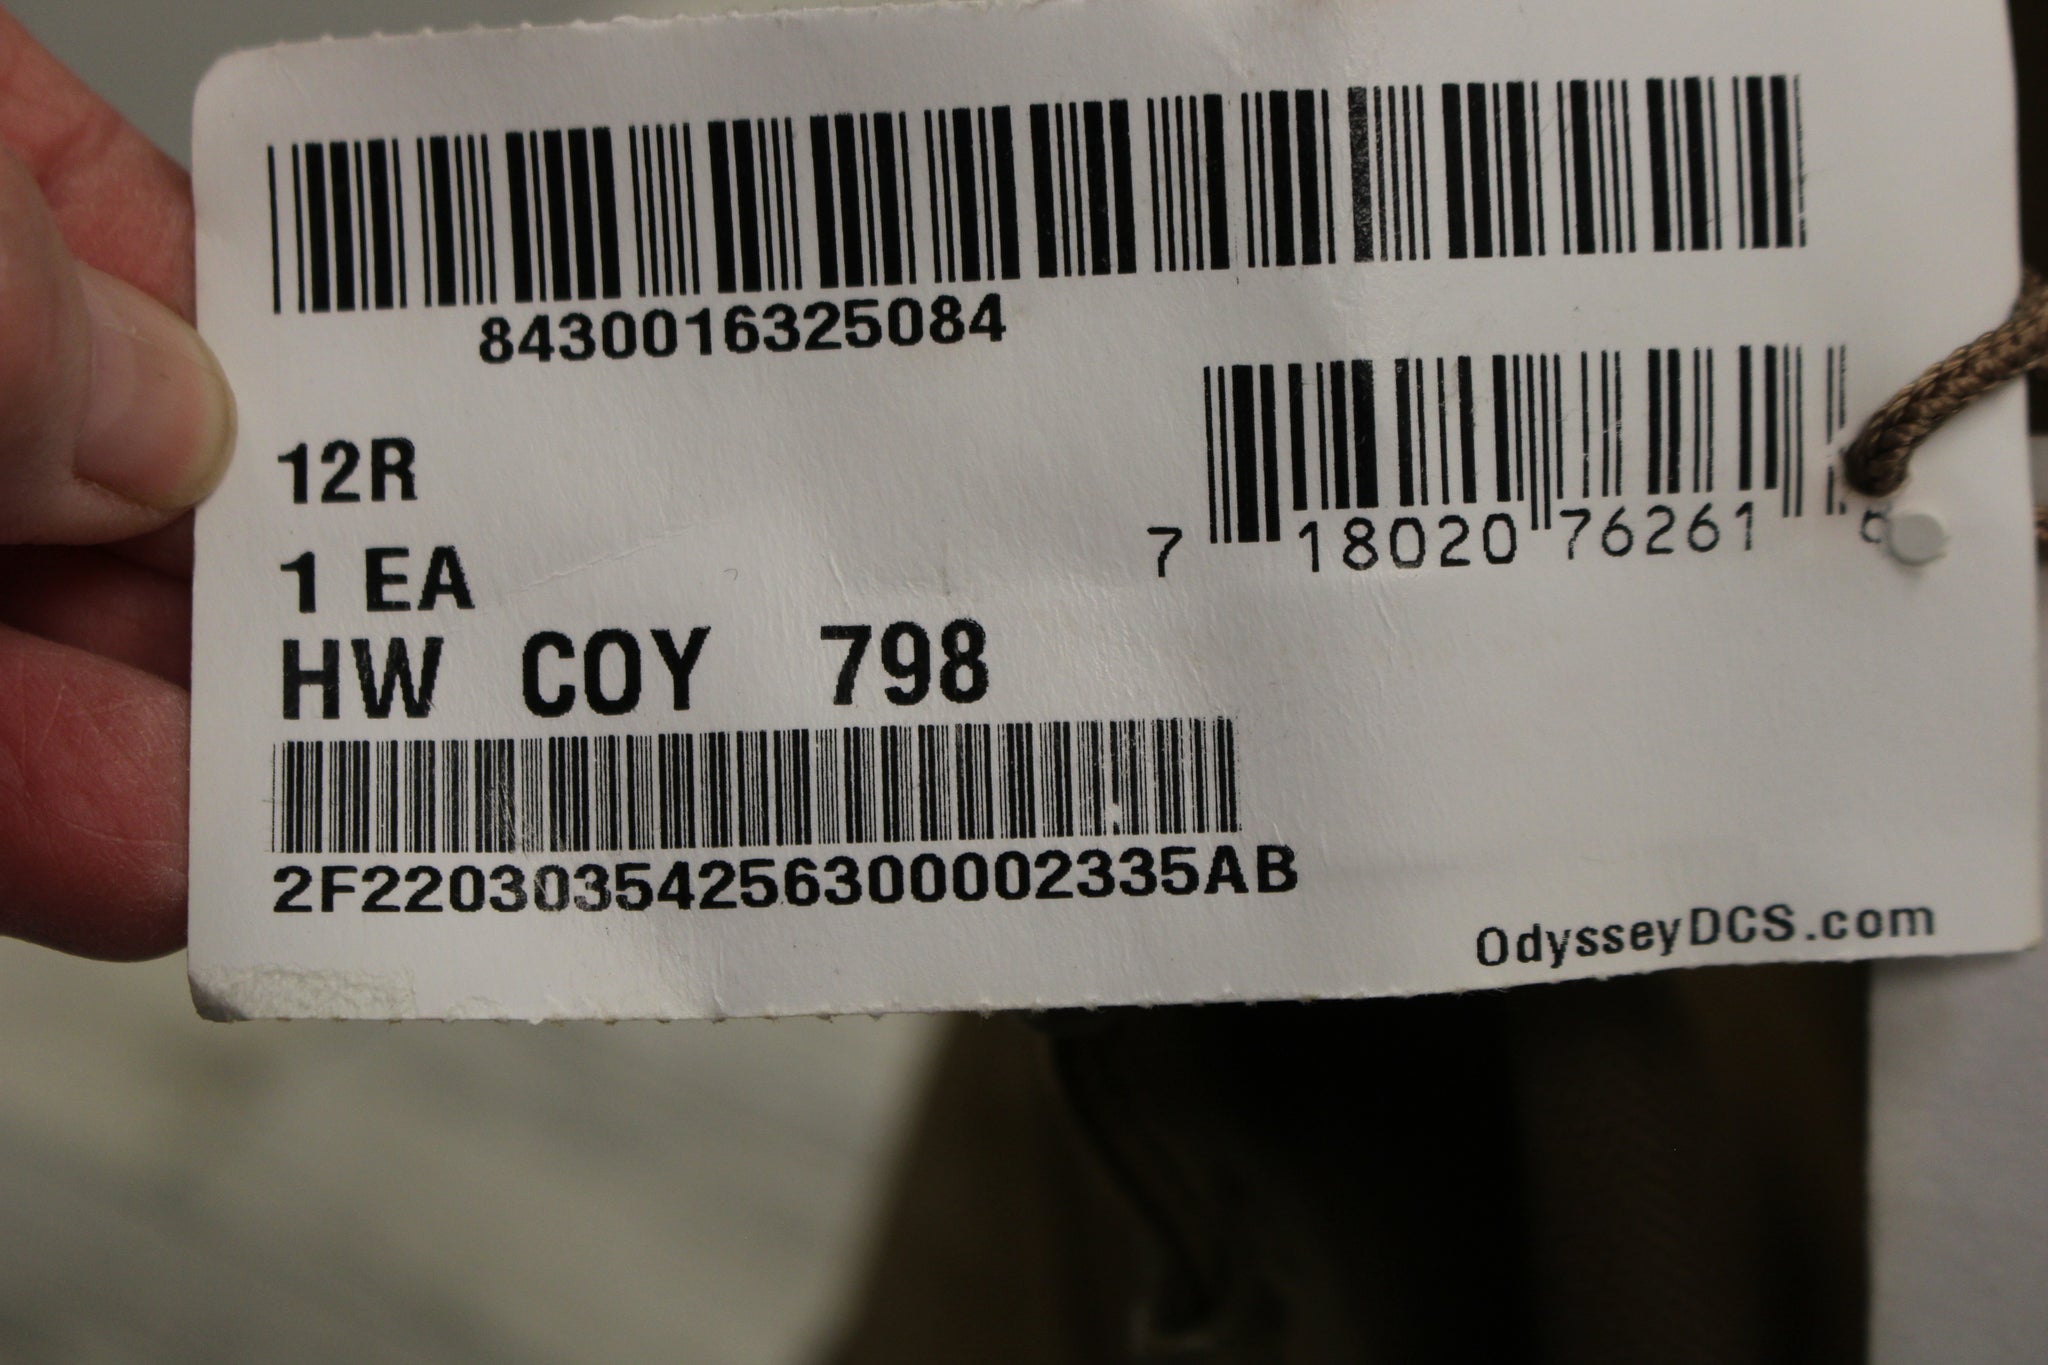 8430016325084
12R
7 18020 76261
1 EA
HW COY 798
2F22030354256300002335AB
OdysseyDCS.com